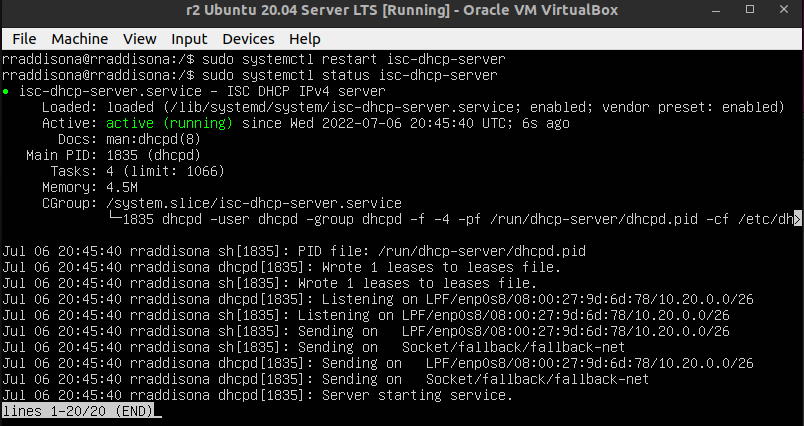 r2 Ubuntu 20.04 Server LTS [Running] - Oracle VM VirtualBox
File Machine View Input Devices Help
rraddisona@rraddisona:/$ sudo systemctl restart isc-dhcp-server
rraddisona@rraddisona:/$ sudo systemctl status isc-dhcp-server
● isc-dhcp-server.service - ISC DHCP IPv4 server
Loaded: loaded (/lib/systemd/system/isc-dhcp-server.service; enabled; vendor preset: enabled)
Active: active (running) since Wed 2022-07-06 20:45:40 UTC; 6s ago
Docs: man:dhcpd(8)
Main PID: 1835 (dhcpd)
Tasks: 4 (limit: 1066)
Memory: 4.5M
CGroup: /system.slice/isc-dhcp-server.service
└─1835 dhcpd -user dhcpd -group dhcpd -f -4 -pf /run/dhcp-server/dhcpd.pid -cf /etc/dh>
Jul 06 20:45:40 rraddisona sh[1835]: PID file: /run/dhcp-server/dhcpd.pid
Jul 06 20:45:40 rraddisona dhcpd[1835]: Wrote 1 leases to leases file.
Jul 06 20:45:40 rraddisona sh[1835]: Wrote 1 leases to leases file.
Jul 06 20:45:40 rraddisona dhcpd[1835]: Listening on LPF/enp0s8/08:00:27:9d:6d:78/10.20.0.0/26
Jul 06 20:45:40 rraddisona sh[1835]: Listening on LPF/enp0s8/08:00:27:9d:6d:78/10.20.0.0/26
Jul 06 20:45:40 rraddisona sh[1835]: Sending on   LPF/enp0s8/08:00:27:9d:6d:78/10.20.0.0/26
Jul 06 20:45:40 rraddisona sh[1835]: Sending on   Socket/fallback/fallback-net
Jul 06 20:45:40 rraddisona dhcpd[1835]: Sending on   LPF/enp0s8/08:00:27:9d:6d:78/10.20.0.0/26
Jul 06 20:45:40 rraddisona dhcpd[1835]: Sending on   Socket/fallback/fallback-net
Jul 06 20:45:40 rraddisona dhcpd[1835]: Server starting service.
lines 1-20/20 (END)